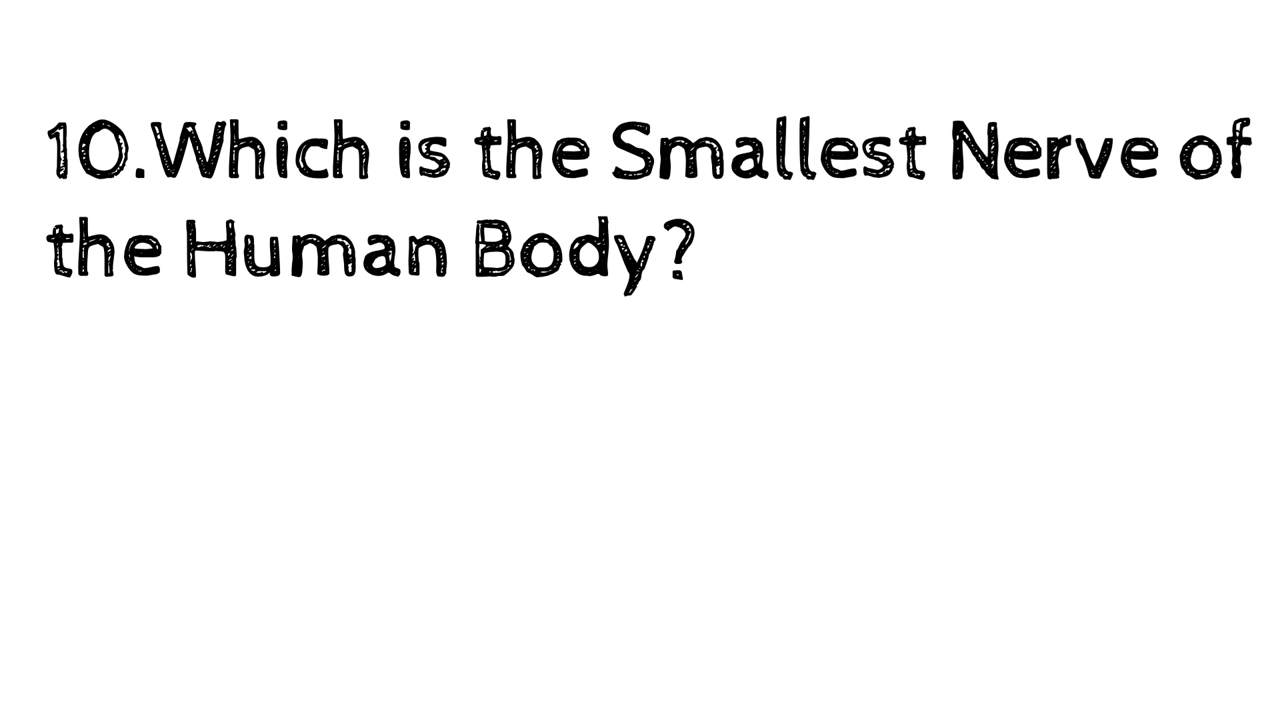 10.Which is the Smallest Nerve of
the Human Body?